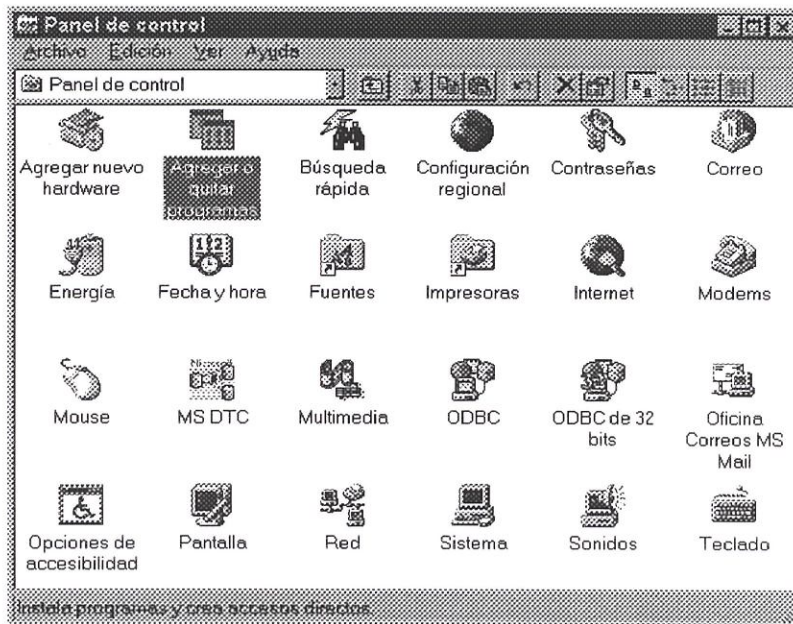 Panel de control
Archivo Edición Ver Ayuda
Panel de control
Agregar nuevo
hardware
Agregar o
quitar
programas
Búsqueda
rápida
Configuración
regional
Contraseñas
Correo
Energía
Fecha y hora
Fuentes
Impresoras
Internet
Modems
Mouse
MS DTC
Multimedia
ODBC
ODBC de 32
bits
Oficina
Correos MS
Mail
Opciones de
accesibilidad
Pantalla
Red
Sistema
Sonidos
Teclado
Instala programas y crea accesos directos.